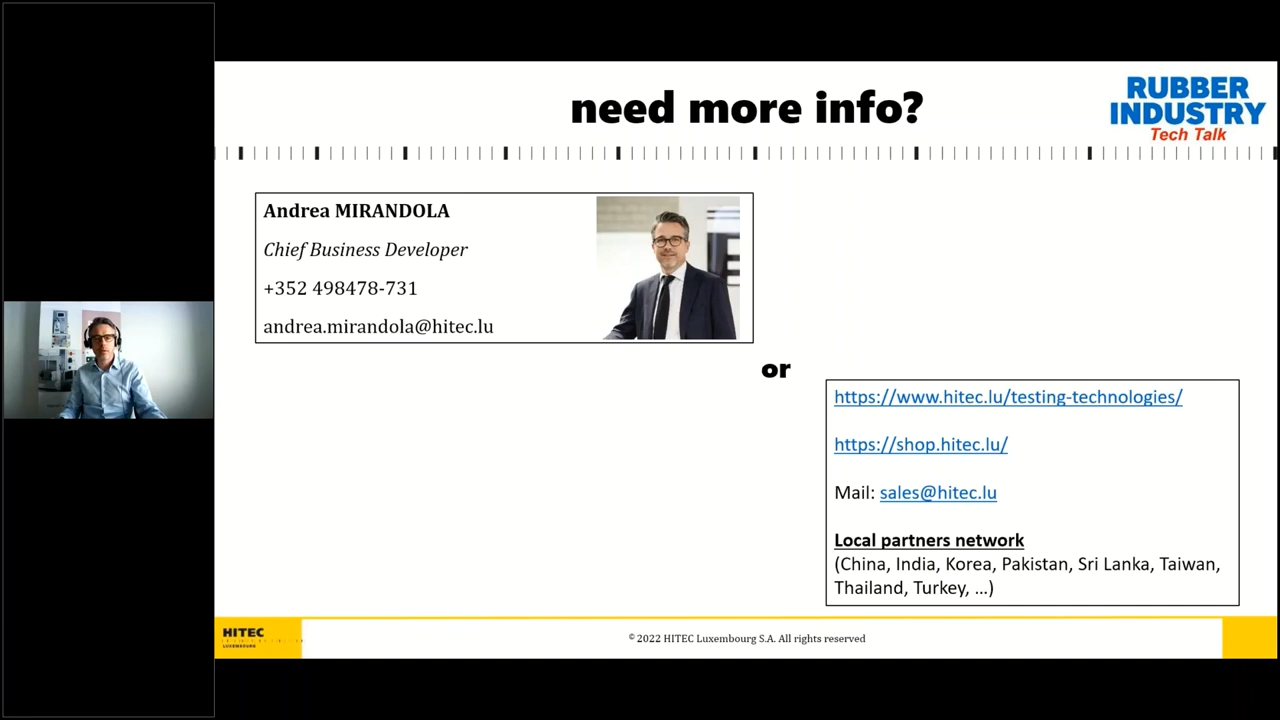 need more info?
RUBBER
INDUSTRY
Tech Talk
Andrea MIRANDOLA
Chief Business Developer
+352 498478-731
andrea.mirandola@hitec.lu
or
https://www.hitec.lu/testing-technologies/
https://shop.hitec.lu/
Mail: sales@hitec.lu
Local partners network
(China, India, Korea, Pakistan, Sri Lanka, Taiwan,
Thailand, Turkey, ...)
HITEC
LUXEMBOURG
© 2022 HITEC Luxembourg S.A. All rights reserved